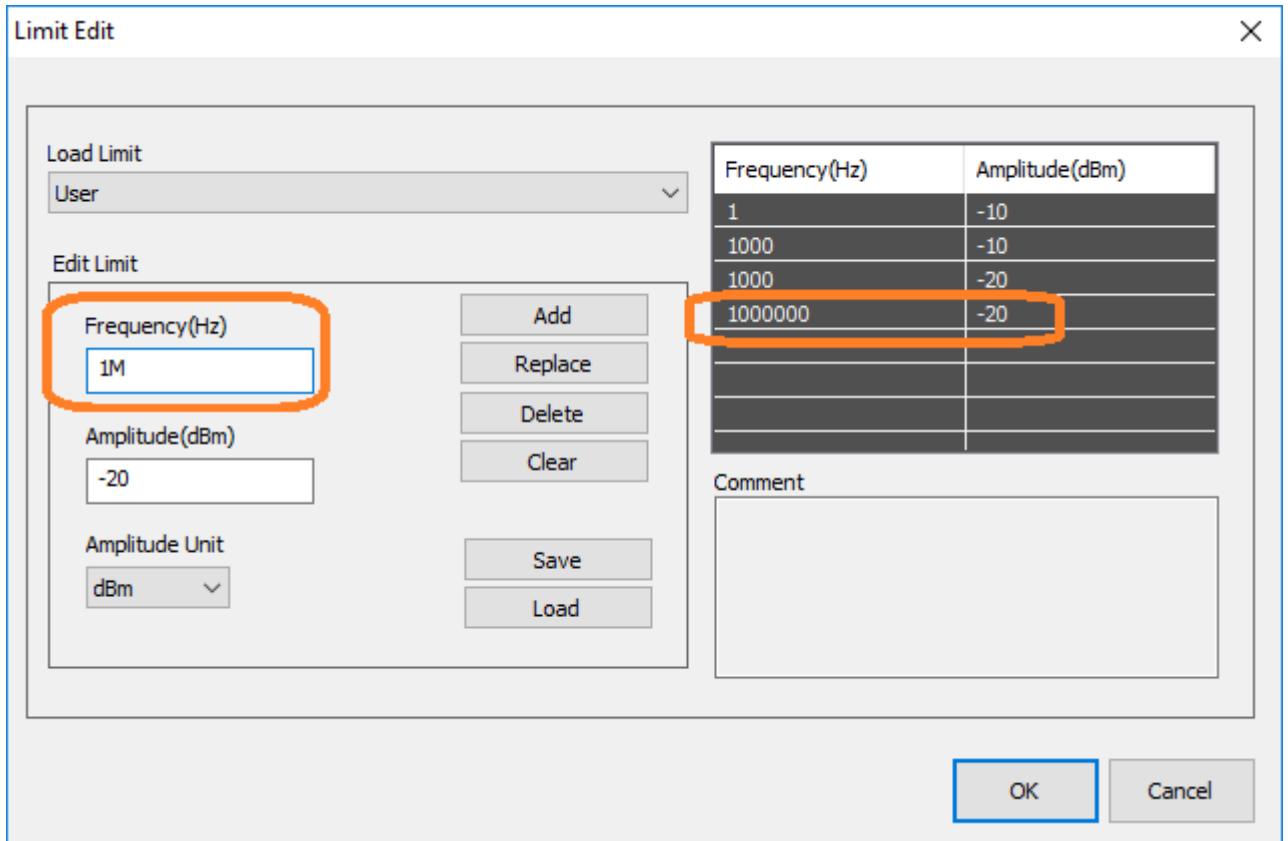 Limit Edit
Load Limit
User
Edit Limit
Frequency(Hz)
1M
Amplitude(dBm)
-20
Amplitude Unit
dBm
Add
Replace
Delete
Clear
Save
Load
Frequency(Hz) Amplitude(dBm)
1 -10
1000 -10
1000 -20
1000000 -20
Comment
OK Cancel